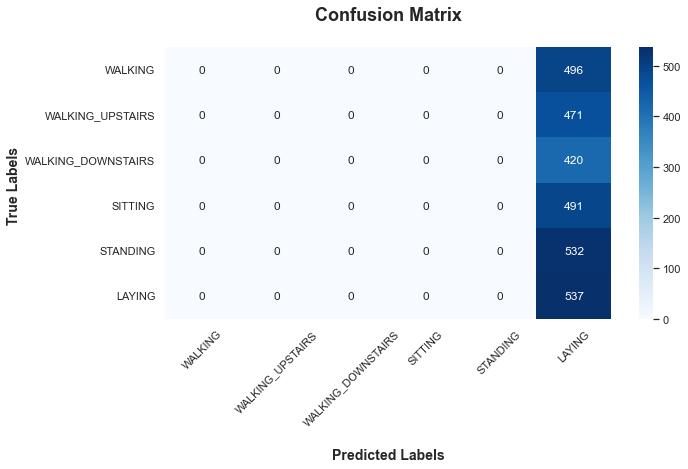 Confusion Matrix
True Labels
WALKING 0 0 0 0 0 496
WALKING_UPSTAIRS 0 0 0 0 0 471
WALKING_DOWNSTAIRS 0 0 0 0 0 420
SITTING 0 0 0 0 0 491
STANDING 0 0 0 0 0 532
LAYING 0 0 0 0 0 537
WALKING
WALKING_UPSTAIRS
WALKING_DOWNSTAIRS
SITTING
STANDING
LAYING
Predicted Labels
500
400
300
200
100
0